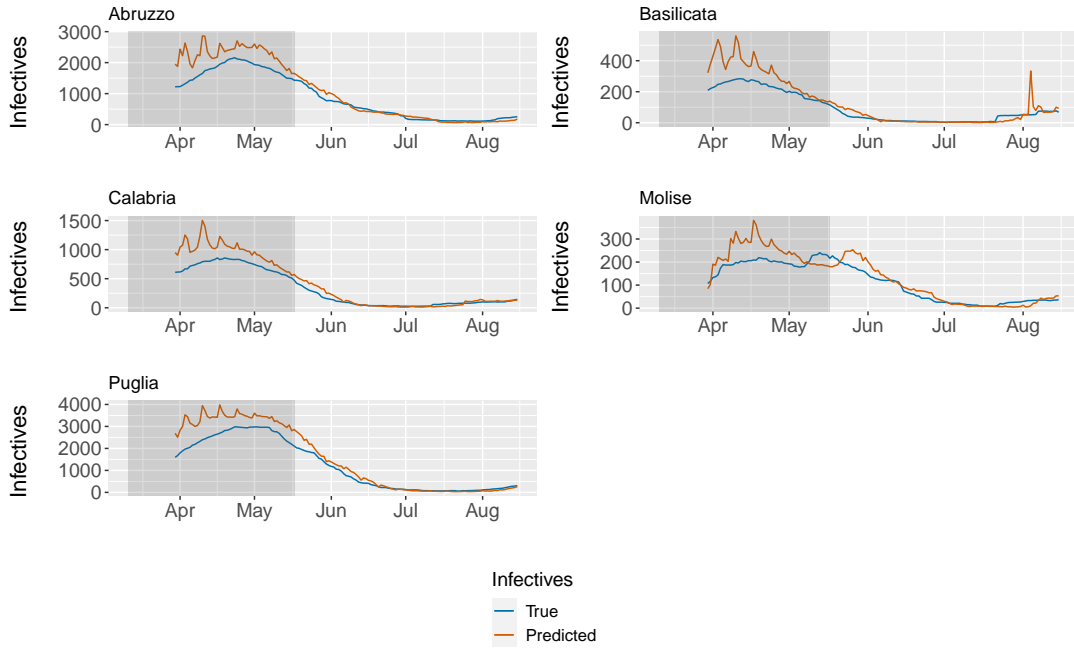 Abruzzo
Infectives
3000
2000
1000
0
Apr May Jun Jul Aug
Basilicata
Infectives
400
200
0
Apr May Jun Jul Aug
Calabria
Infectives
1500
1000
500
0
Apr May Jun Jul Aug
Molise
Infectives
300
200
100
0
Apr May Jun Jul Aug
Puglia
Infectives
4000
3000
2000
1000
0
Apr May Jun Jul Aug
Infectives
True
Predicted